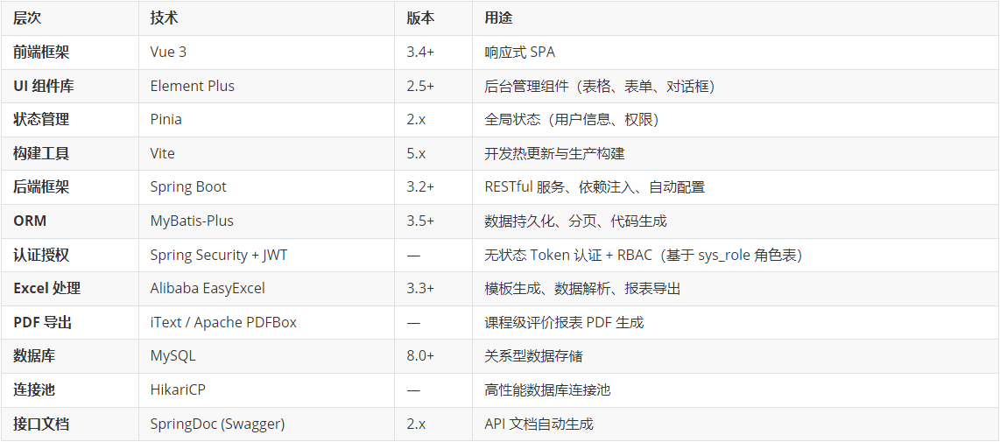 层次 技术 版本 用途
前端框架 Vue 3 3.4+ 响应式 SPA
UI 组件库 Element Plus 2.5+ 后台管理组件（表格、表单、对话框）
状态管理 Pinia 2.x 全局状态（用户信息、权限）
构建工具 Vite 5.x 开发热更新与生产构建
后端框架 Spring Boot 3.2+ RESTful 服务、依赖注入、自动配置
ORM MyBatis-Plus 3.5+ 数据持久化、分页、代码生成
认证授权 Spring Security + JWT — 无状态 Token 认证 + RBAC（基于 sys_role 角色表）
Excel 处理 Alibaba EasyExcel 3.3+ 模板生成、数据解析、报表导出
PDF 导出 iText / Apache PDFBox — 课程级评价报表 PDF 生成
数据库 MySQL 8.0+ 关系型数据存储
连接池 HikariCP — 高性能数据库连接池
接口文档 SpringDoc (Swagger) 2.x API 文档自动生成